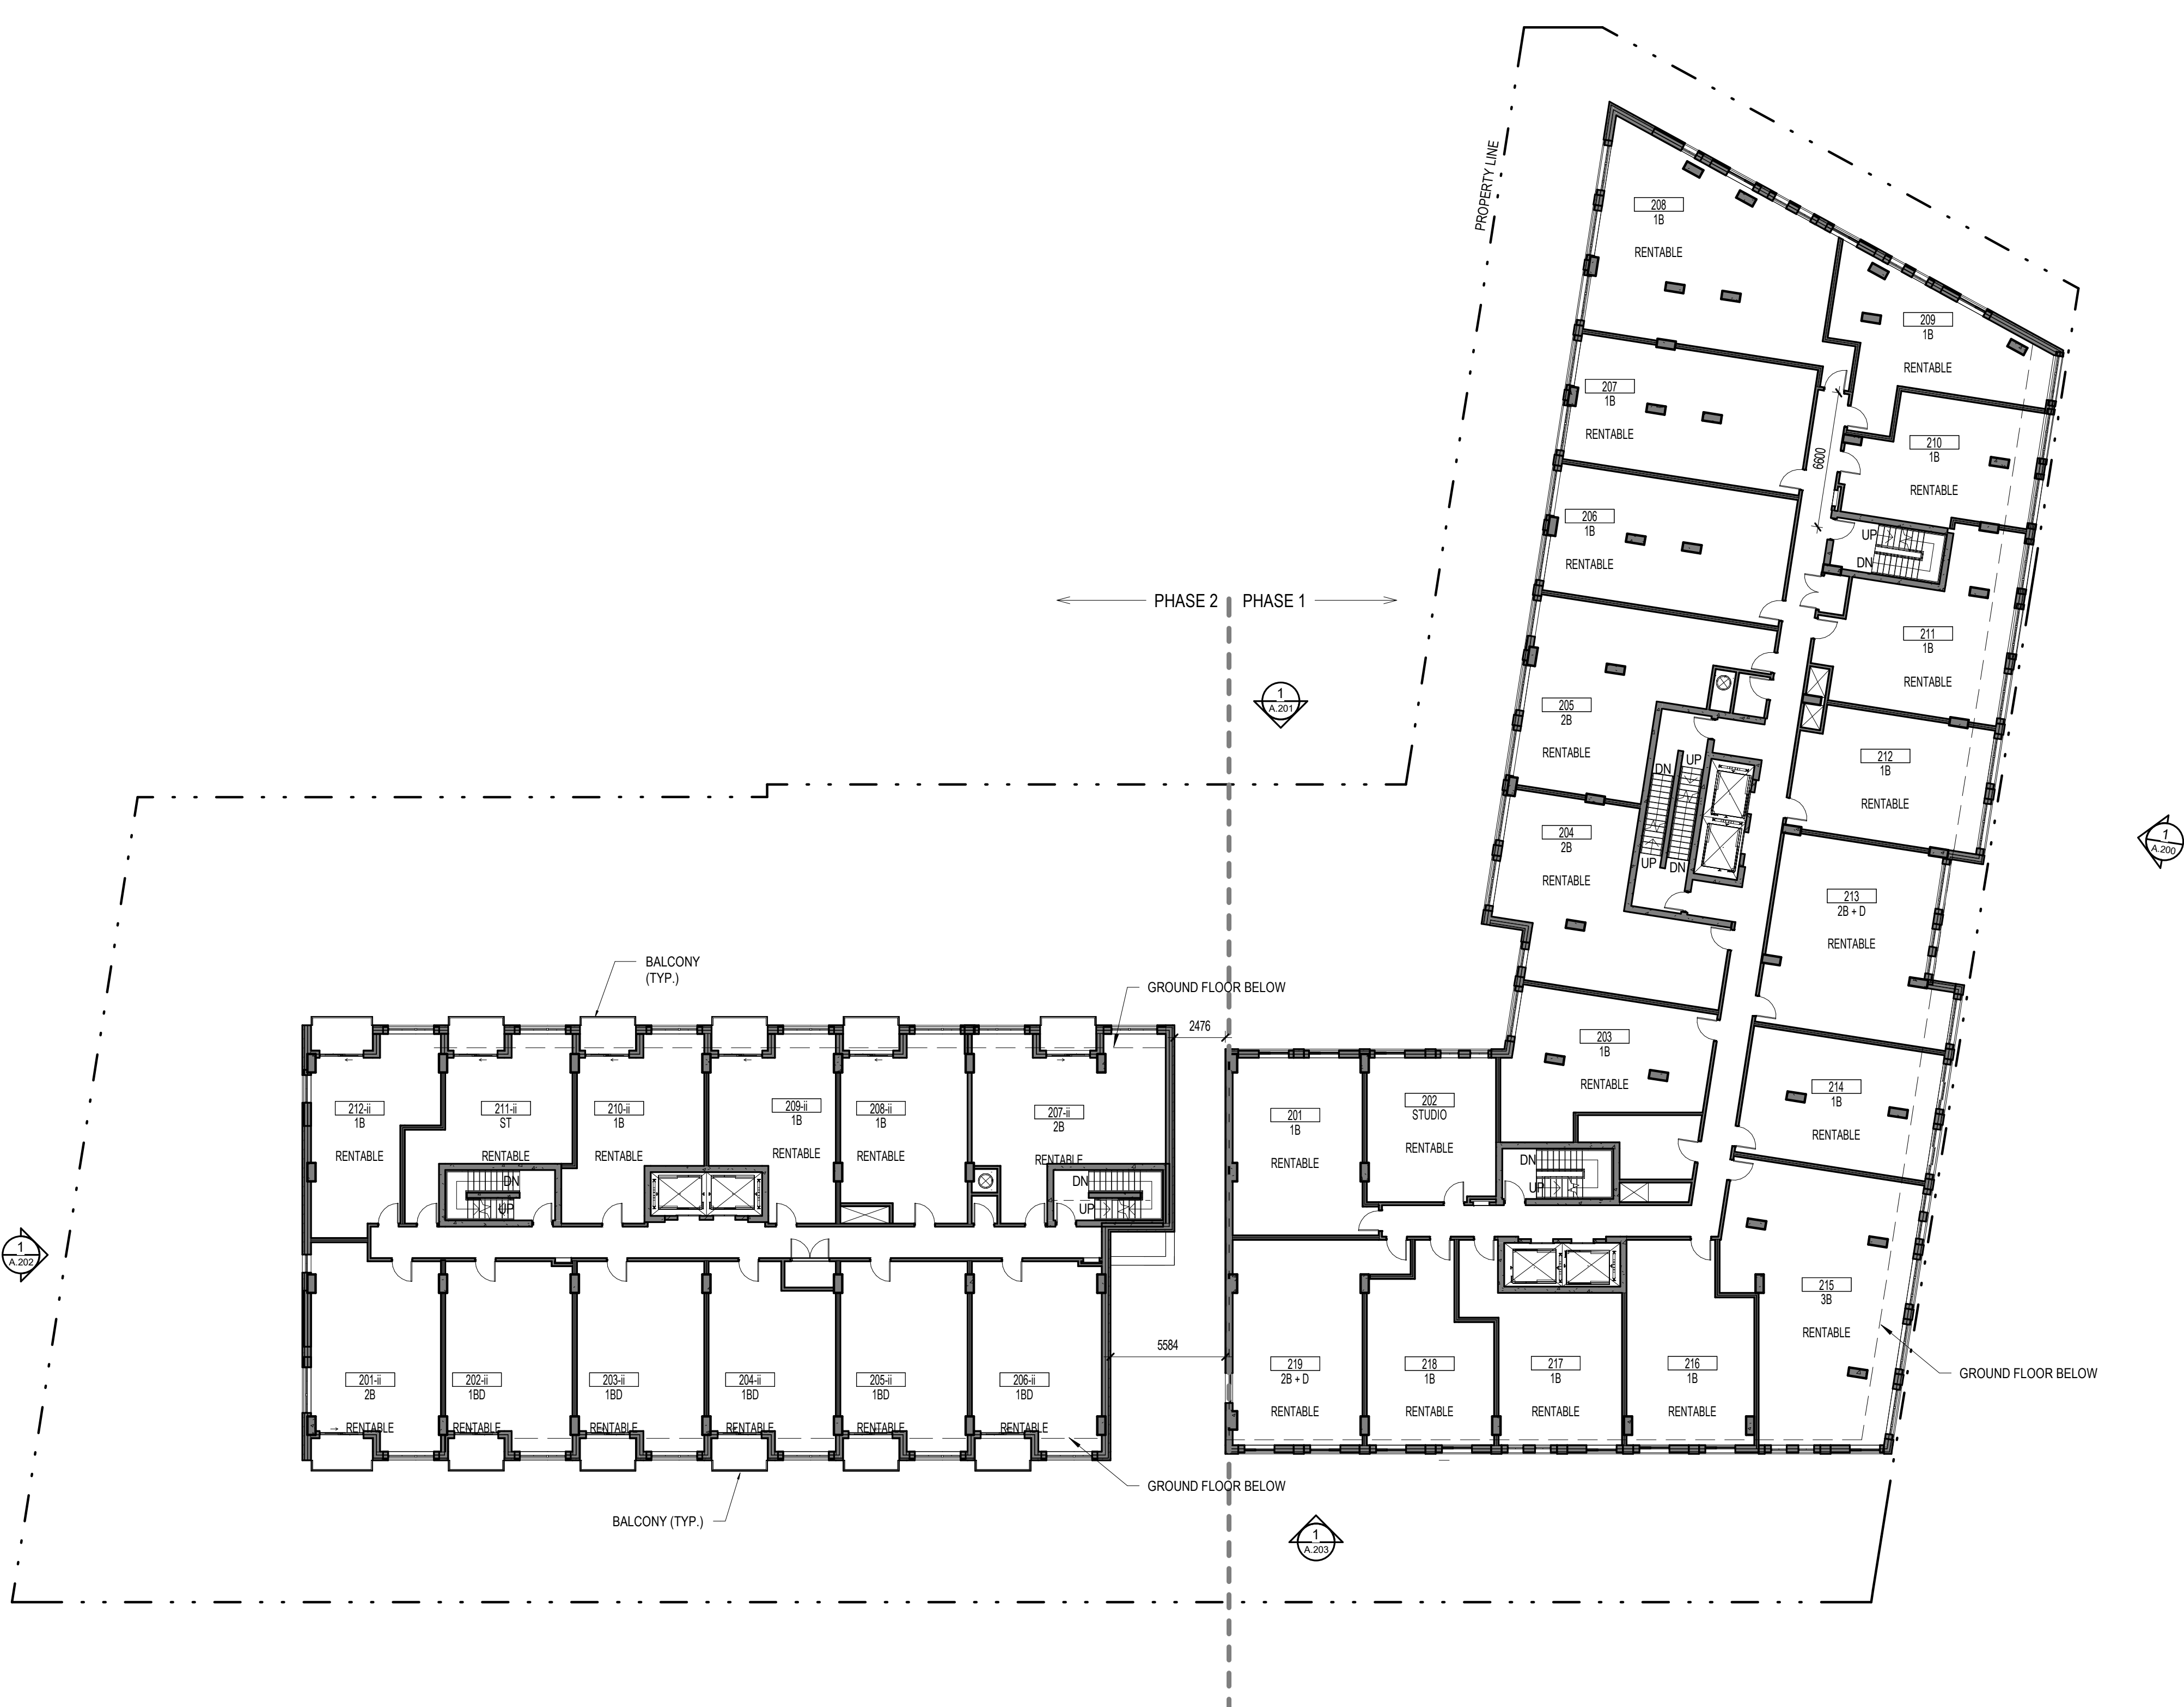 PROPERTY LINE
208
1B
RENTABLE
209
1B
RENTABLE
207
1B
RENTABLE
6600
210
1B
RENTABLE
206
1B
RENTABLE
UP
DN
PHASE 2
PHASE 1
211
1B
RENTABLE
1
A.201
205
2B
RENTABLE
212
1B
RENTABLE
DN
UP
UP
DN
204
2B
RENTABLE
1
A.200
213
2B + D
RENTABLE
BALCONY
(TYP.)
GROUND FLOOR BELOW
2476
203
1B
RENTABLE
214
1B
RENTABLE
212-ii
1B
RENTABLE
211-ii
ST
RENTABLE
210-ii
1B
RENTABLE
209-ii
1B
RENTABLE
208-ii
1B
RENTABLE
207-ii
2B
RENTABLE
201
1B
RENTABLE
202
STUDIO
RENTABLE
DN
UP
DN
UP
DN
UP
1
A.202
215
3B
RENTABLE
5584
201-ii
2B
RENTABLE
202-ii
1BD
RENTABLE
203-ii
1BD
RENTABLE
204-ii
1BD
RENTABLE
205-ii
1BD
RENTABLE
206-ii
1BD
RENTABLE
219
2B + D
RENTABLE
218
1B
RENTABLE
217
1B
RENTABLE
216
1B
RENTABLE
GROUND FLOOR BELOW
GROUND FLOOR BELOW
BALCONY (TYP.)
1
A.203